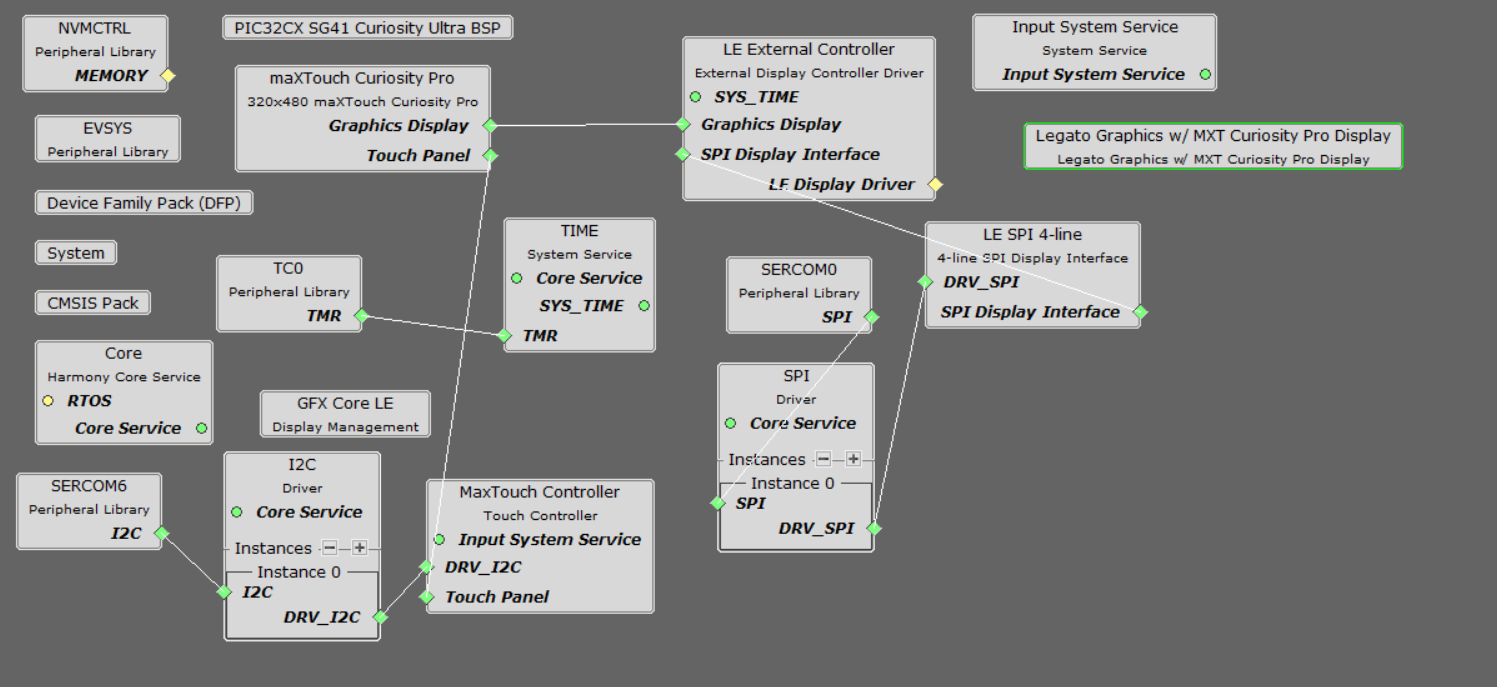 NVMCTRL
Peripheral Library
MEMORY
PIC32CX SG41 Curiosity Ultra BSP
maXTouch Curiosity Pro
320x480 maXTouch Curiosity Pro
Graphics Display
Touch Panel
LE External Controller
External Display Controller Driver
SYS_TIME
Graphics Display
SPI Display Interface
LE Display Driver
Input System Service
System Service
Input System Service
EVSYS
Peripheral Library
Legato Graphics w/ MXT Curiosity Pro Display
Legato Graphics w/ MXT Curiosity Pro Display
Device Family Pack (DFP)
System
CMSIS Pack
TC0
Peripheral Library
TMR
TIME
System Service
Core Service
SYS_TIME
TMR
SERCOM0
Peripheral Library
SPI
LE SPI 4-line
4-line SPI Display Interface
DRV_SPI
SPI Display Interface
Core
Harmony Core Service
RTOS
Core Service
GFX Core LE
Display Management
SPI
Driver
Core Service
Instances
Instance 0
SPI
DRV_SPI
SERCOM6
Peripheral Library
I2C
I2C
Driver
Core Service
Instances
Instance 0
I2C
DRV_I2C
MaxTouch Controller
Touch Controller
Input System Service
DRV_I2C
Touch Panel